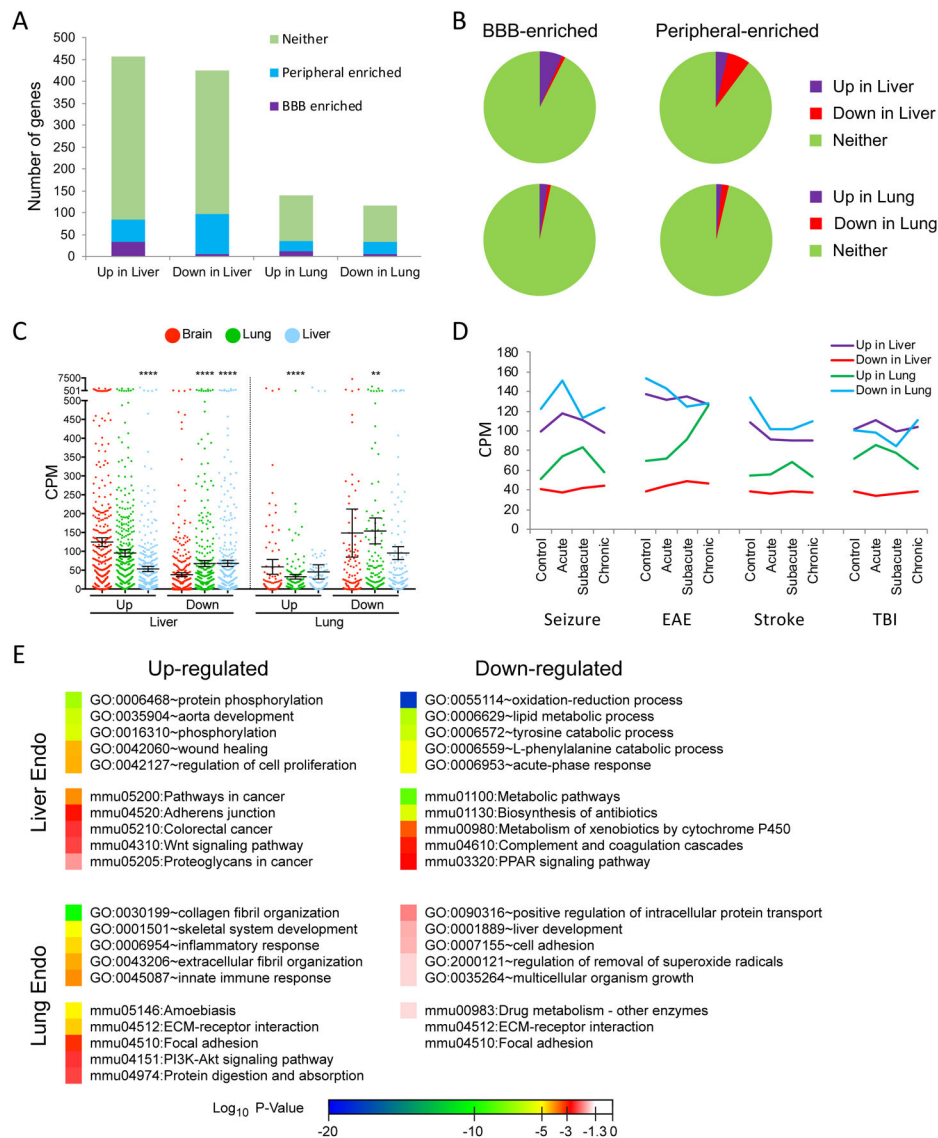 A
Number of genes
500
450
400
350
300
250
200
150
100
50
0
Neither
Peripheral enriched
BBB enriched
Up in Liver
Down in Liver
Up in Lung
Down in Lung
B
BBB-enriched
Peripheral-enriched
Up in Liver
Down in Liver
Neither
Up in Lung
Down in Lung
Neither
C
Brain
Lung
Liver
CPM
7500
501
500
450
400
350
300
250
200
150
100
50
0
****
**** ****
****
**
Up
Down
Up
Down
Liver
Lung
D
CPM
180
160
140
120
100
80
60
40
20
0
Up in Liver
Down in Liver
Up in Lung
Down in Lung
Control
Acute
Subacute
Chronic
Control
Acute
Subacute
Chronic
Control
Acute
Subacute
Chronic
Control
Acute
Subacute
Chronic
Seizure
EAE
Stroke
TBI
E
Up-regulated
Down-regulated
Liver Endo
GO:0006468~protein phosphorylation
GO:0035904~aorta development
GO:0016310~phosphorylation
GO:0042060~wound healing
GO:0042127~regulation of cell proliferation
mmu05200:Pathways in cancer
mmu04520:Adherens junction
mmu05210:Colorectal cancer
mmu04310:Wnt signaling pathway
mmu05205:Proteoglycans in cancer
GO:0055114~oxidation-reduction process
GO:0006629~lipid metabolic process
GO:0006572~tyrosine catabolic process
GO:0006559~L-phenylalanine catabolic process
GO:0006953~acute-phase response
mmu01100:Metabolic pathways
mmu01130:Biosynthesis of antibiotics
mmu00980:Metabolism of xenobiotics by cytochrome P450
mmu04610:Complement and coagulation cascades
mmu03320:PPAR signaling pathway
Lung Endo
GO:0030199~collagen fibril organization
GO:0001501~skeletal system development
GO:0006954~inflammatory response
GO:0043206~extracellular fibril organization
GO:0045087~innate immune response
mmu05146:Amoebiasis
mmu04512:ECM-receptor interaction
mmu04510:Focal adhesion
mmu04151:PI3K-Akt signaling pathway
mmu04974:Protein digestion and absorption
GO:0090316~positive regulation of intracellular protein transport
GO:0001889~liver development
GO:0007155~cell adhesion
GO:2000121~regulation of removal of superoxide radicals
GO:0035264~multicellular organism growth
mmu00983:Drug metabolism - other enzymes
mmu04512:ECM-receptor interaction
mmu04510:Focal adhesion
Log10 P-Value
-20 -10 -5 -3 -1.3 0